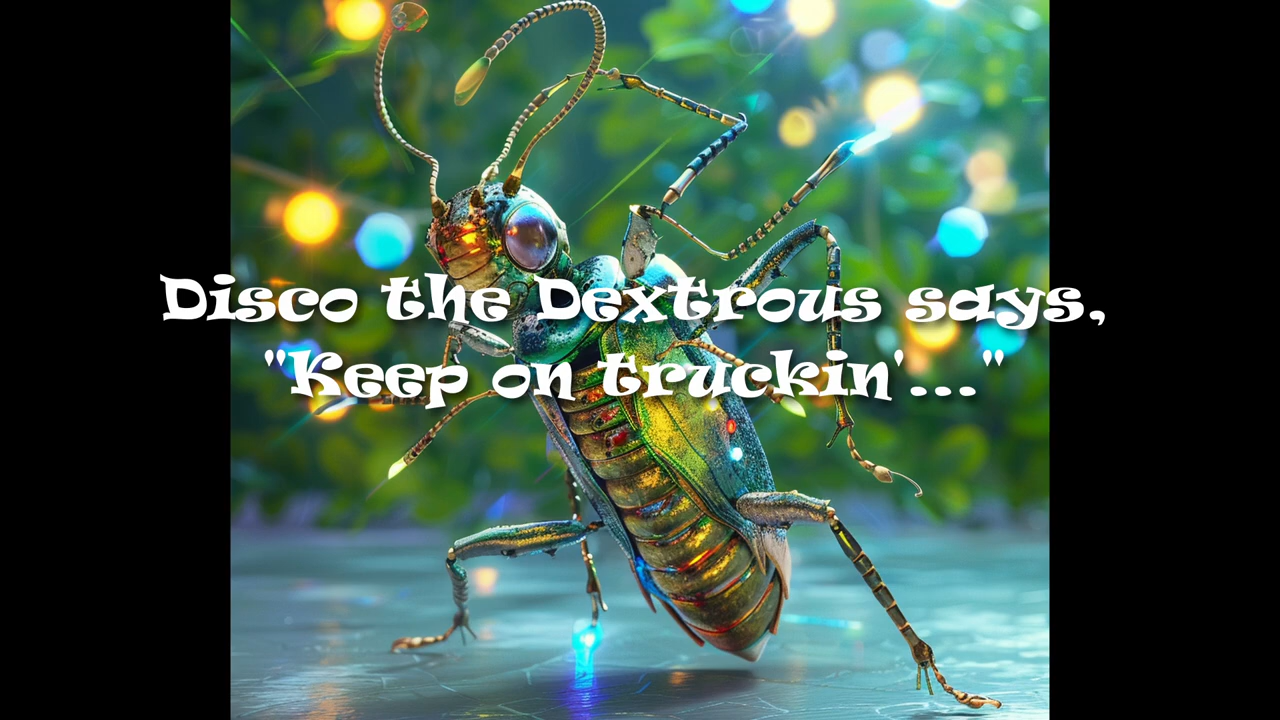 Disco the Dextrous says,
"Keep on truckin'..."